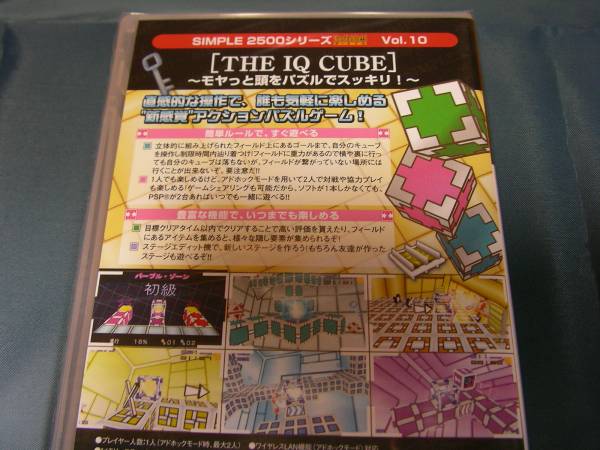 SIMPLE 2500シリーズ
Vol.10
[THE IQ CUBE]
～モヤっと頭をパズルでスッキリ！～
直感的な操作で、誰も気軽に楽しめる
"新感覚"アクションパズルゲーム！
簡単ルールで、すぐ遊べる
立体的に組み上げられたフィールド上にあるゴールまで、自分のキューブ
を操作し制限時間内辿り着つけ!フィールドに重力があるので横や裏に行っ
ても自分のキューブは落ちないが、フィールドが繋がっていない場所には
行くことが出来ないぞ。要注意!!
1人でも楽しめるけど、アドホックモードを用いて2人で対戦や協力プレイ
も楽しめる!ゲームシェアリングも可能だから、ソフトが1本しかなくても、
PSP®が2台あればいつでも一緒に遊べる!!
豊富な機能で、いつまでも楽しめる
目標クリアタイム以内でクリアすることで高い評価を貰えたり、フィールド
にあるアイテムを集めると、様々な隠し要素が集められるぞ!
ステージエディット機で、新しいステージを作ろう!もちろん友達が作った
ステージも遊べるぞ!!
パープル・ゾーン
初級
16%
●プレイヤー人数:1人(アドホックモード時、最大2人)
●ワイヤレスLAN機能(アドホックモード)対応